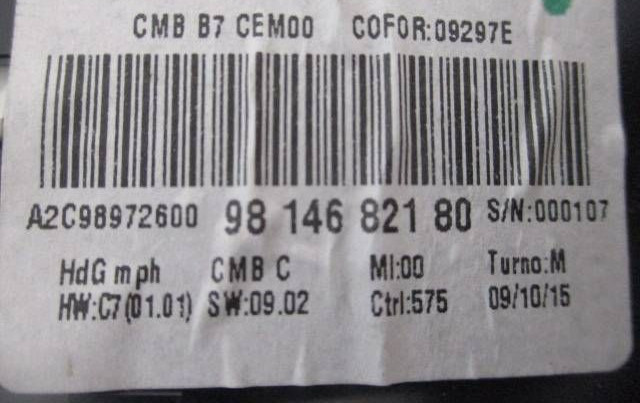 CMB B7 CEM00 COFOR:09297E
A2C98972600 98 146 821 80 S/N:000107
HdG mph CMB C MI:00 Turno:M
HW:C7(01.01) SW:09.02 Ctrl:575 09/10/15